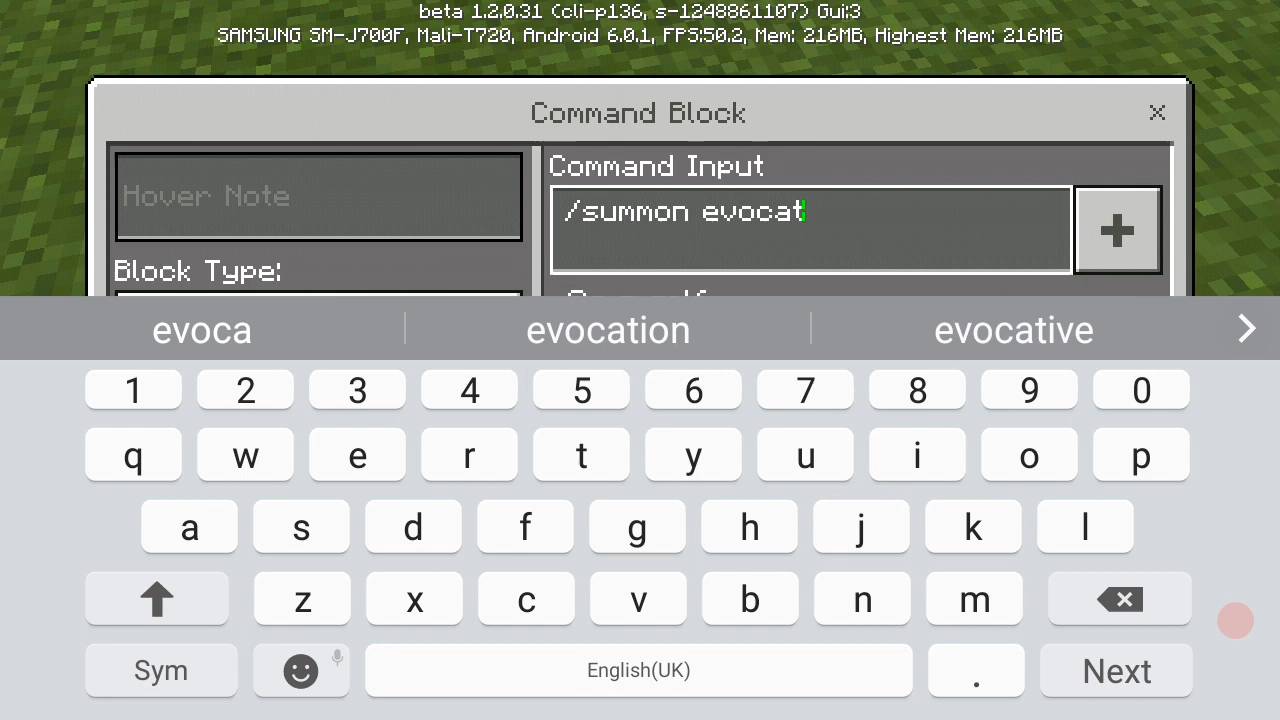 beta 1.2.0.31 (cli-p136, s-1248861107) Gui:3
SAMSUNG SM-J700F, Mali-T720, Android 6.0.1, FPS:50.2, Mem: 216MB, Highest Mem: 216MB
Command Block
Hover Note
Command Input
/summon evocat
Block Type:
evoca evocation evocative
1 2 3 4 5 6 7 8 9 0
q w e r t y u i o p
a s d f g h j k l
z x c v b n m
Sym English(UK) . Next